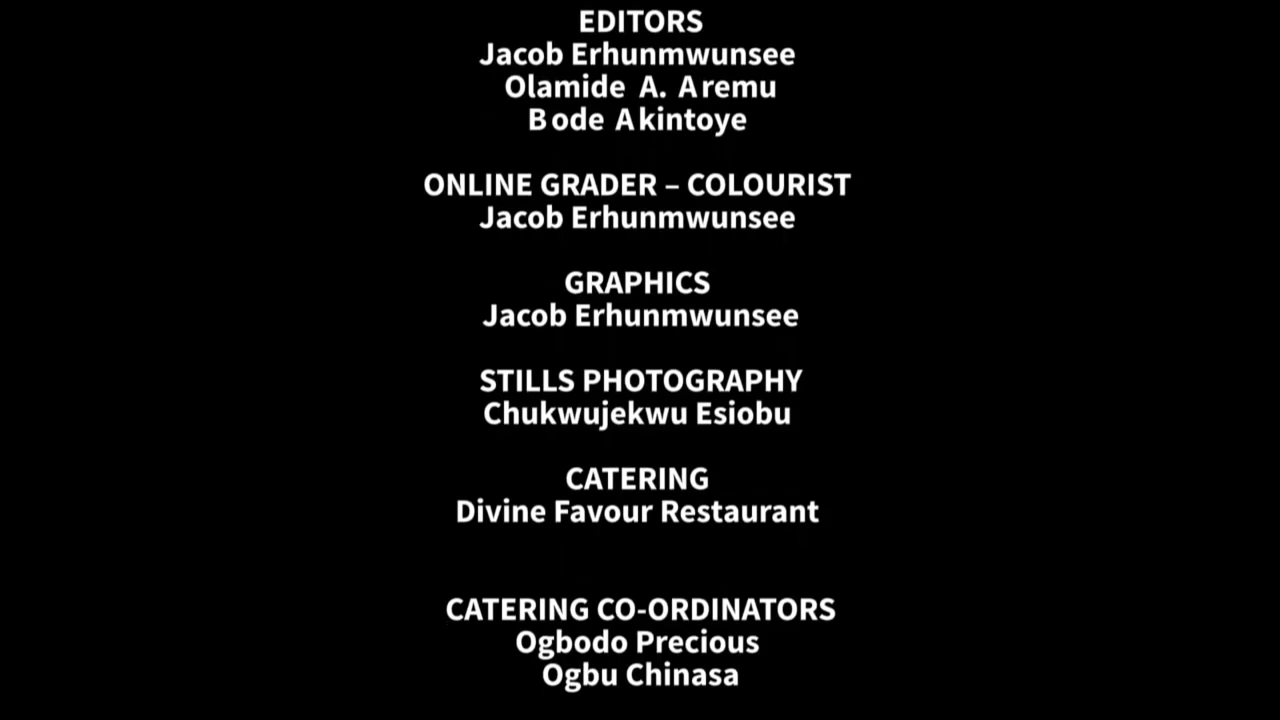 EDITORS
Jacob Erhunmwunsee
Olamide A. Aremu
Bode Akintoye
ONLINE GRADER – COLOURIST
Jacob Erhunmwunsee
GRAPHICS
Jacob Erhunmwunsee
STILLS PHOTOGRAPHY
Chukwujekwu Esiobu
CATERING
Divine Favour Restaurant
CATERING CO-ORDINATORS
Ogbodo Precious
Ogbu Chinasa